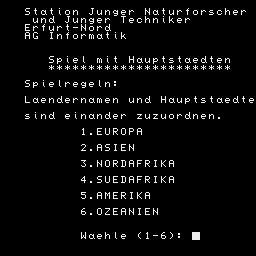 Station Junger Naturforscher
und Junger Techniker
Erfurt-Nord
AG Informatik
Spiel mit Hauptstaedten
***********************
Spielregeln:
Laendernamen und Hauptstaedte
sind einander zuzuordnen.
1.EUROPA
2.ASIEN
3.NORDAFRIKA
4.SUEDAFRIKA
5.AMERIKA
6.OZEANIEN
Waehle (1-6):